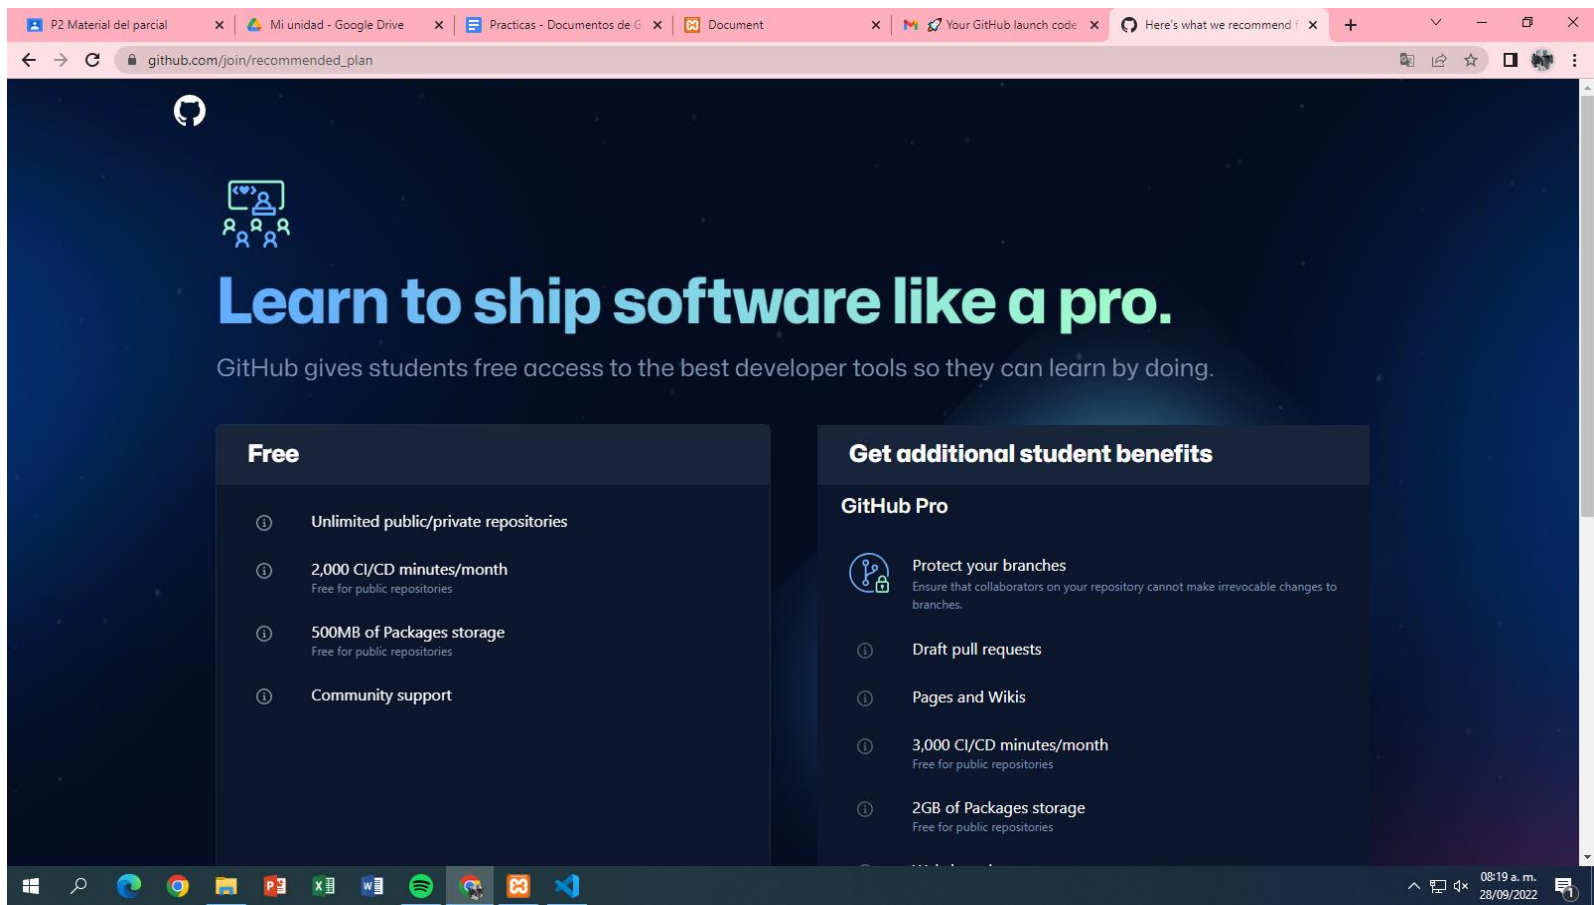 P2 Material del parcial
Mi unidad - Google Drive
Practicas - Documentos de G
Document
Your GitHub launch code
Here's what we recommend f
github.com/join/recommended_plan
Learn to ship software like a pro.
GitHub gives students free access to the best developer tools so they can learn by doing.
Free
Unlimited public/private repositories
2,000 CI/CD minutes/month
Free for public repositories
500MB of Packages storage
Free for public repositories
Community support
Get additional student benefits
GitHub Pro
Protect your branches
Ensure that collaborators on your repository cannot make irrevocable changes to
branches.
Draft pull requests
Pages and Wikis
3,000 CI/CD minutes/month
Free for public repositories
2GB of Packages storage
Free for public repositories
08:19 a. m.
28/09/2022
1